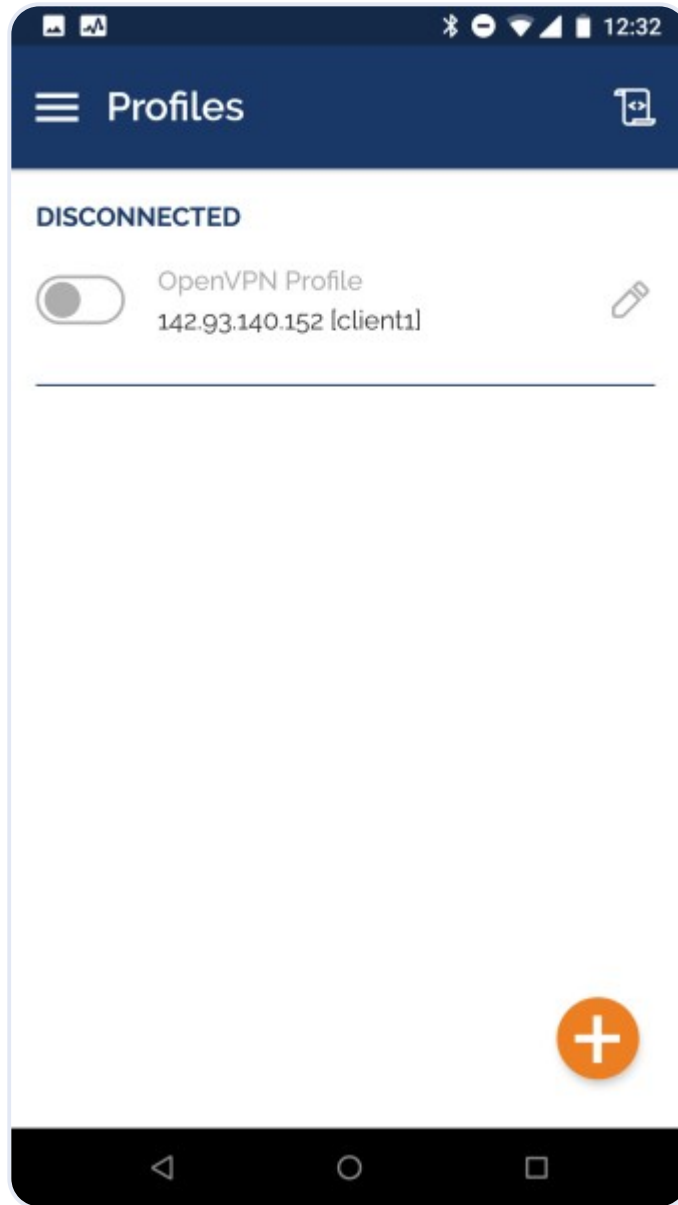 12:32
Profiles
DISCONNECTED
OpenVPN Profile
142.93.140.152 [client1]